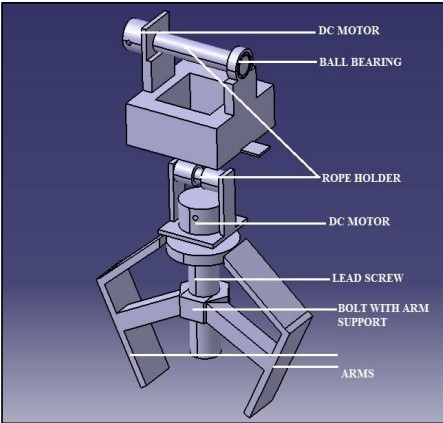 DC MOTOR
BALL BEARING
ROPE HOLDER
DC MOTOR
LEAD SCREW
BOLT WITH ARM
SUPPORT
ARMS